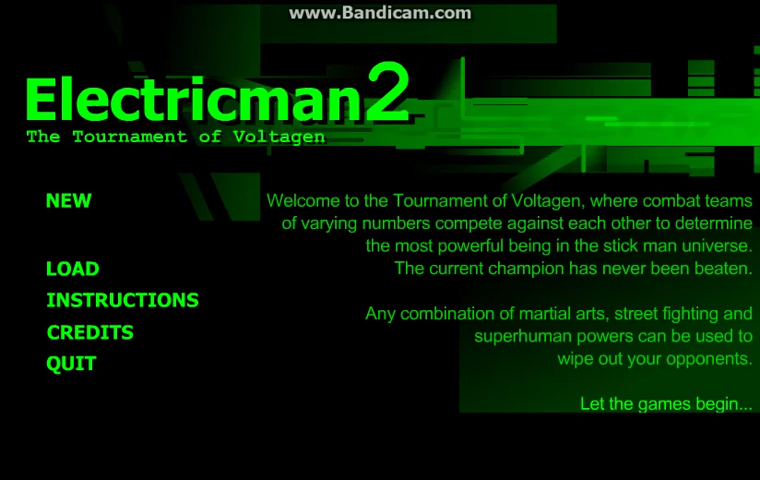 www.Bandicam.com
Electricman2
The Tournament of Voltagen
NEW
LOAD
INSTRUCTIONS
CREDITS
QUIT
Welcome to the Tournament of Voltagen, where combat teams
of varying numbers compete against each other to determine
the most powerful being in the stick man universe.
The current champion has never been beaten.
Any combination of martial arts, street fighting and
superhuman powers can be used to
wipe out your opponents.
Let the games begin...